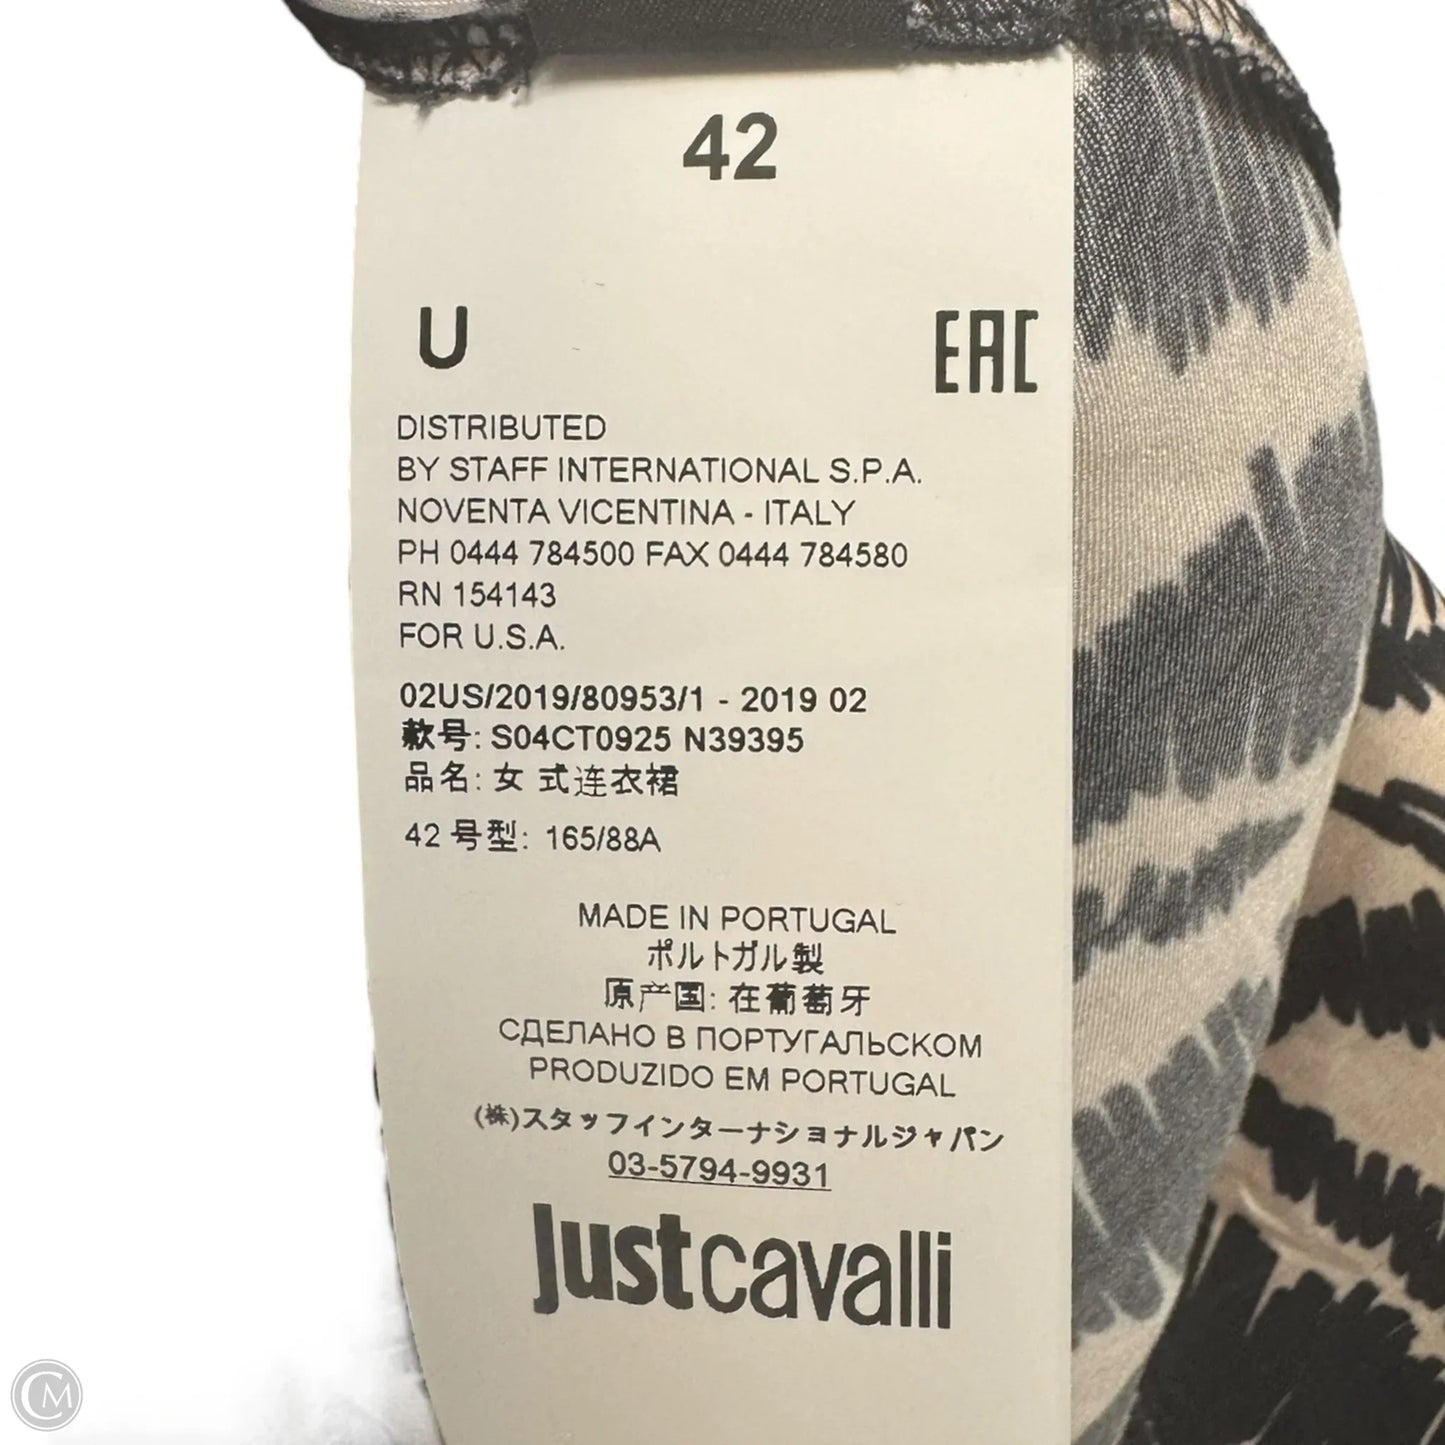 42
U
EAC
DISTRIBUTED
BY STAFF INTERNATIONAL S.P.A.
NOVENTA VICENTINA - ITALY
PH 0444 784500 FAX 0444 784580
RN 154143
FOR U.S.A.
02US/2019/80953/1 - 2019 02
款号: S04CT0925 N39395
品名: 女 式连衣裙
42 号型: 165/88A
MADE IN PORTUGAL
ポルトガル製
原产国: 在葡萄牙
СДЕЛАНО В ПОРТУГАЛЬСКОМ
PRODUZIDO EM PORTUGAL
(株)スタッフインターナショナルジャパン
03-5794-9931
justcavalli
CM